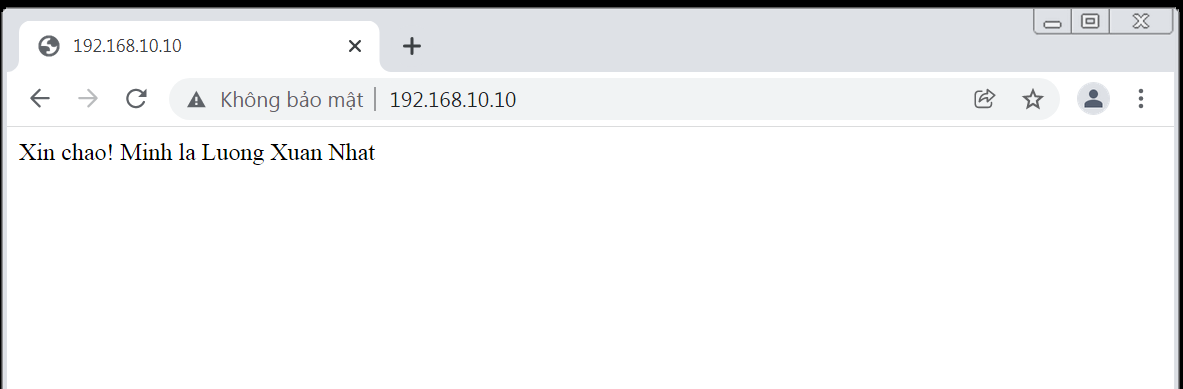 192.168.10.10
Không bảo mật 192.168.10.10
Xin chao! Minh la Luong Xuan Nhat